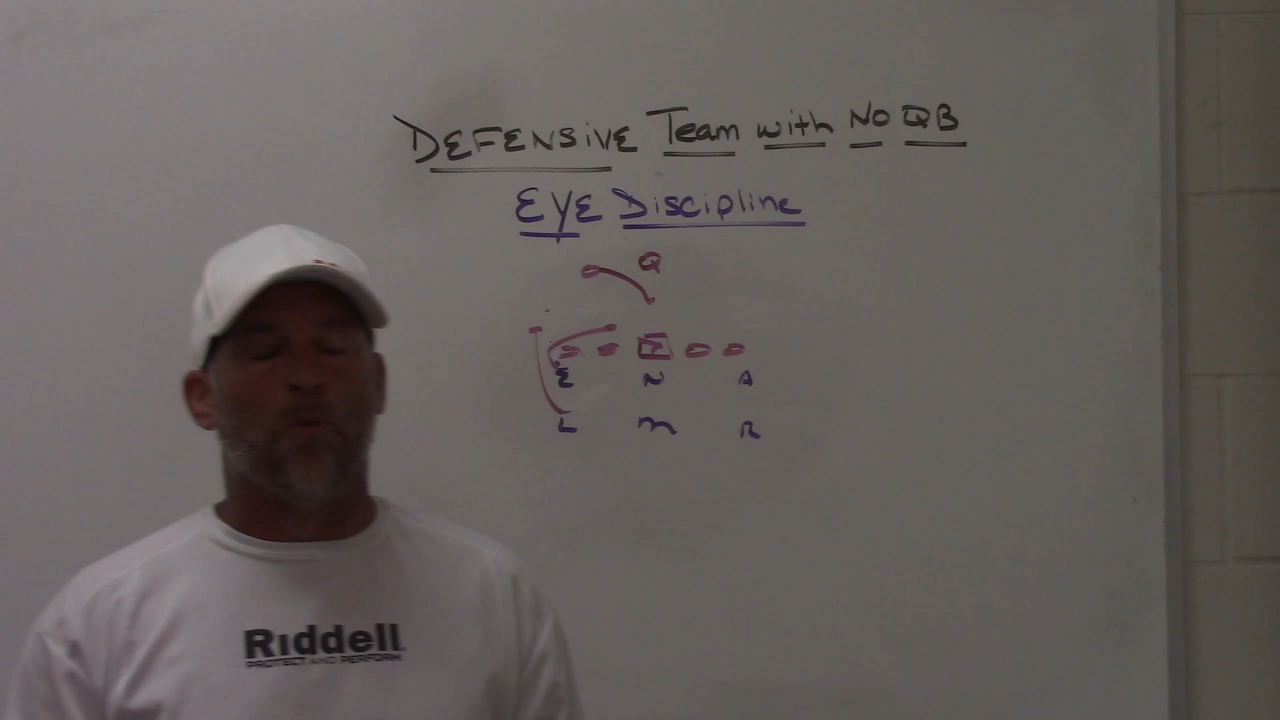 DEFENSIVE Team with No QB
EYE Discipline
Q
X
E N A
L M R
Riddell
PROTECT AND PERFORM